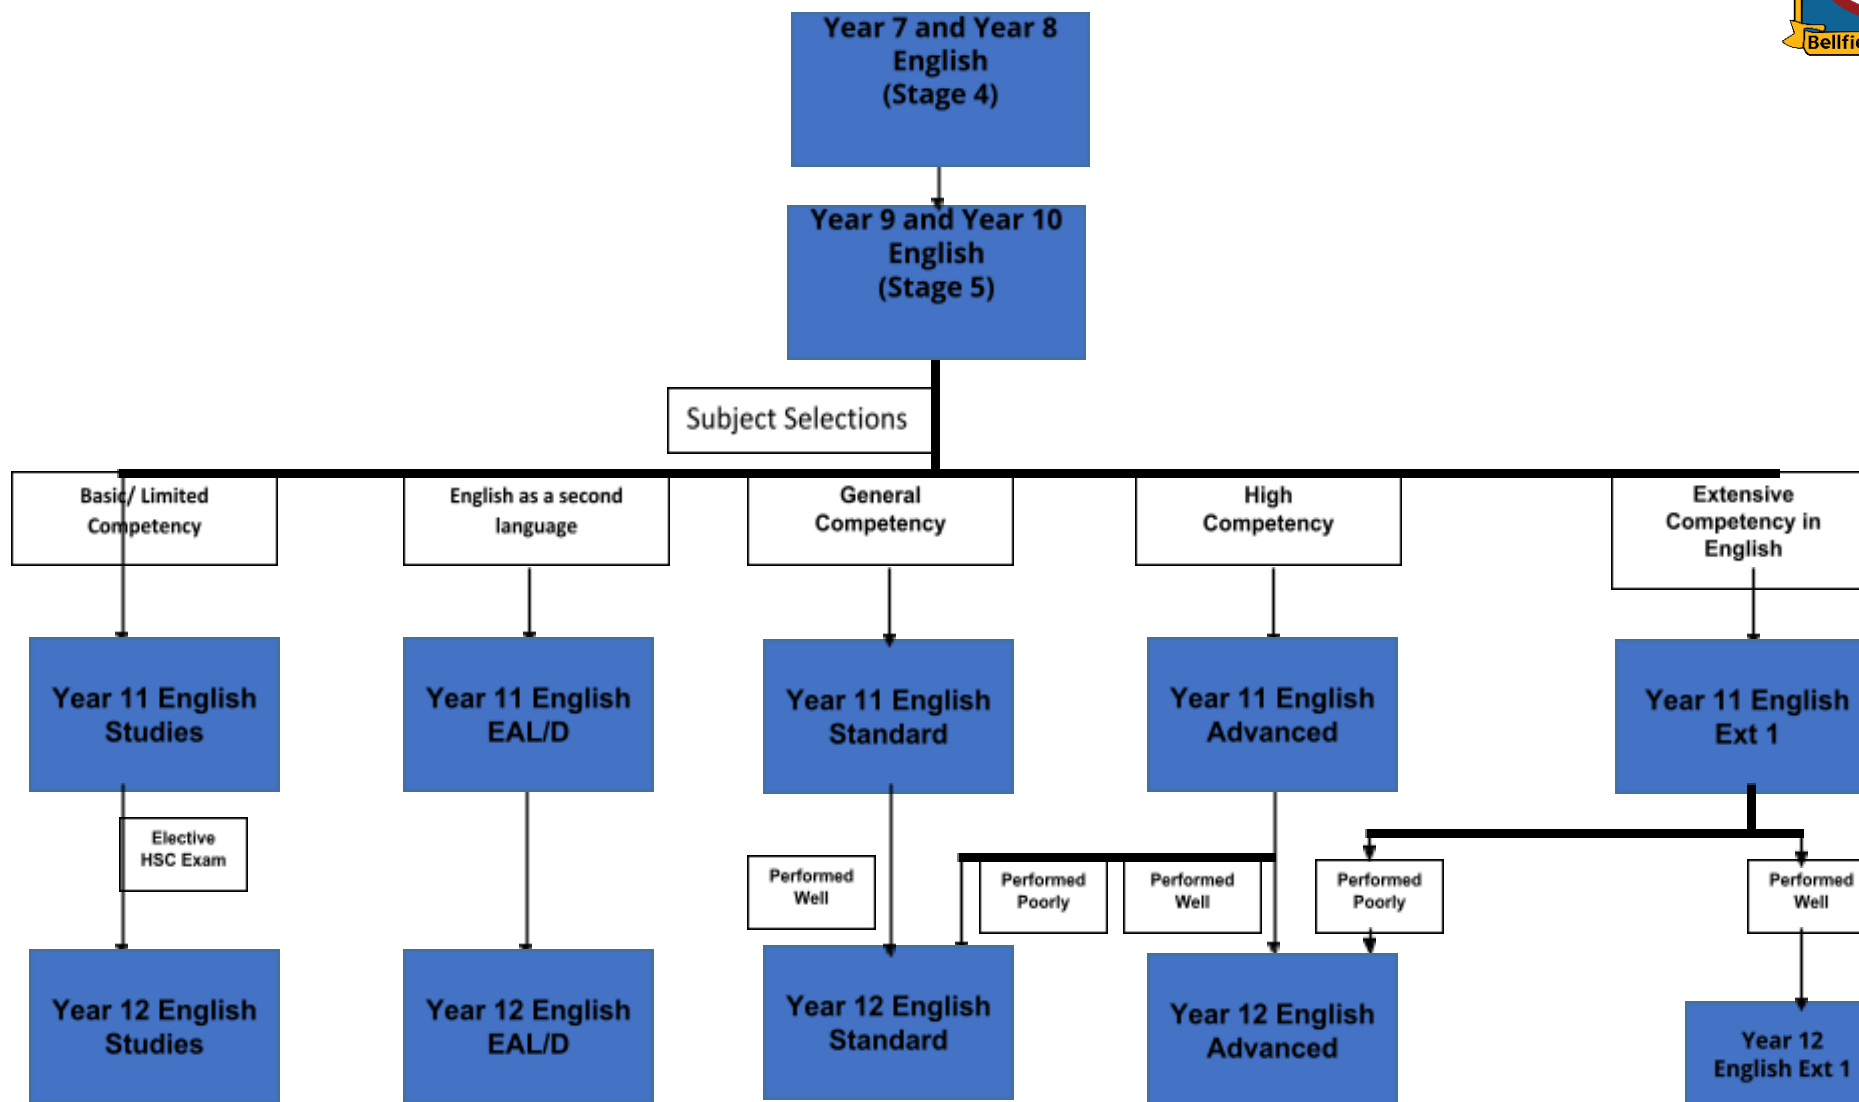 Year 7 and Year 8
English
(Stage 4)
Year 9 and Year 10
English
(Stage 5)
Subject Selections
Basic/ Limited
Competency
English as a second
language
General
Competency
High
Competency
Extensive
Competency in
English
Year 11 English
Studies
Year 11 English
EAL/D
Year 11 English
Standard
Year 11 English
Advanced
Year 11 English
Ext 1
Elective
HSC Exam
Performed
Well
Performed
Poorly
Performed
Well
Performed
Poorly
Performed
Well
Year 12 English
Studies
Year 12 English
EAL/D
Year 12 English
Standard
Year 12 English
Advanced
Year 12
English Ext 1